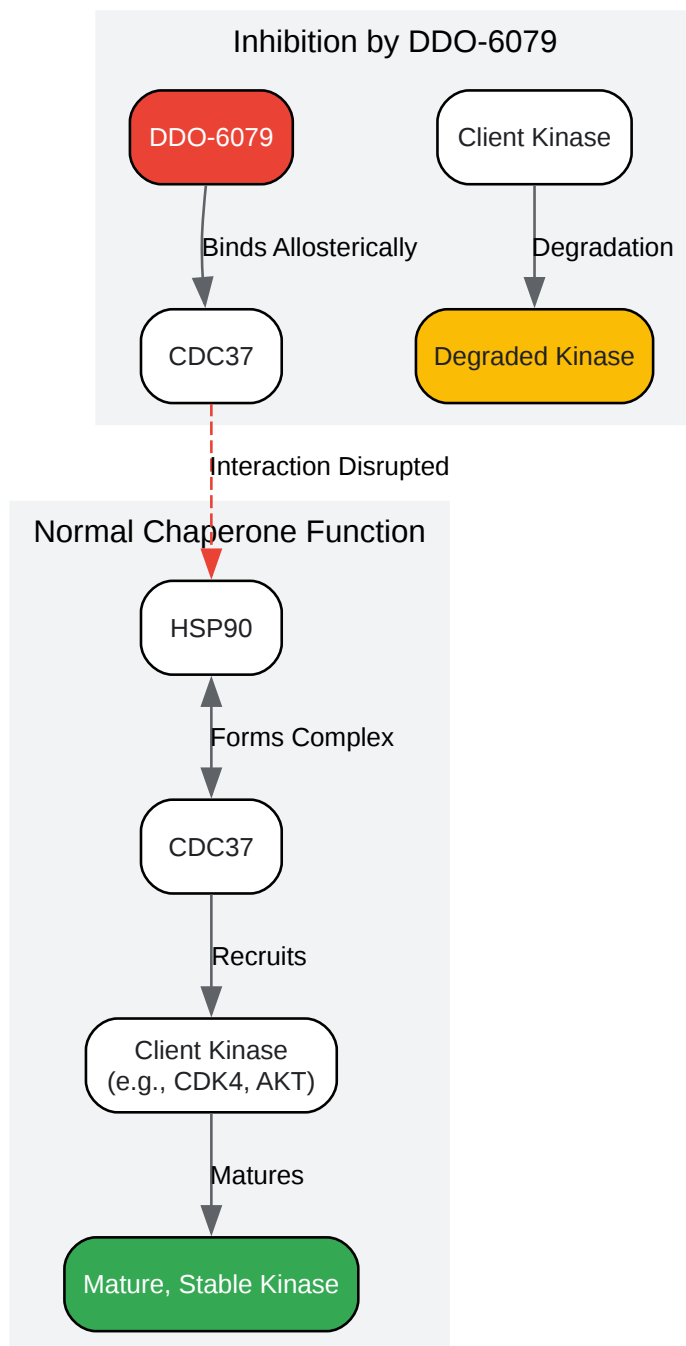 Inhibition by DDO-6079
DDO-6079
Client Kinase
Binds Allosterically
Degradation
CDC37
Degraded Kinase
Interaction Disrupted
Normal Chaperone Function
HSP90
Forms Complex
CDC37
Recruits
Client Kinase
(e.g., CDK4, AKT)
Matures
Mature, Stable Kinase